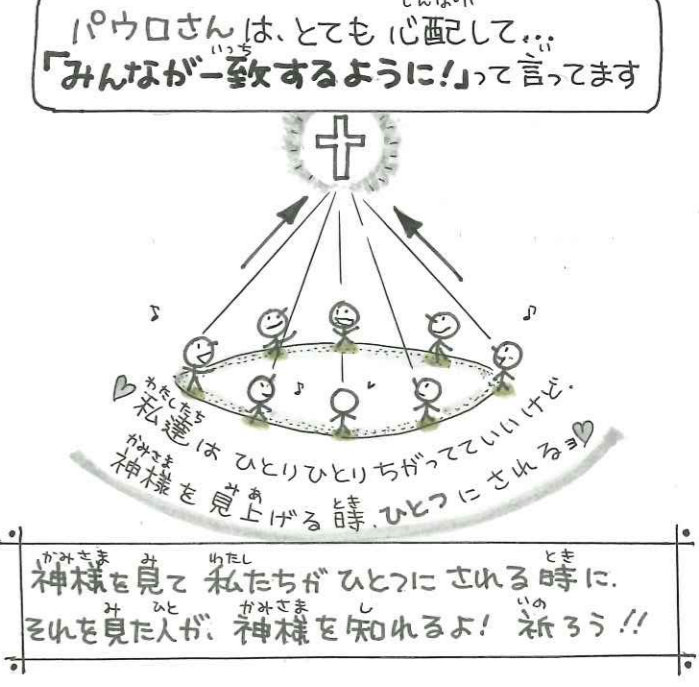 パウロさんは、とても心配して…
「みんなが一致するように！」って言ってます
私達はひとりひとりちがってていいけど.
神様を見上げる時、ひとつにされるョ
神様を見て私たちがひとつにされる時に.
それを見た人が、神様を知れるよ！祈ろう!!